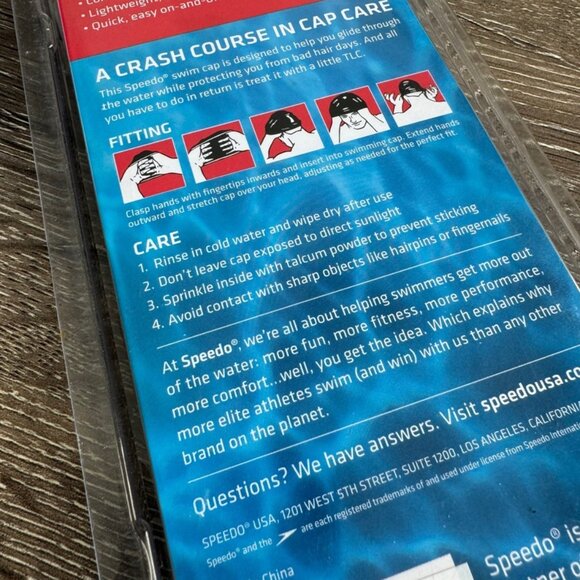 • Lightweight,
• Quick, easy on-and-
A CRASH COURSE IN CAP CARE
This Speedo® swim cap is designed to help you glide through
the water while protecting you from bad hair days. And all
you have to do in return is treat it with a little TLC.
FITTING
Clasp hands with fingertips inwards and insert into swimming cap. Extend hands
outward and stretch cap over your head, adjusting as needed for the perfect fit.
CARE
1. Rinse in cold water and wipe dry after use
2. Don't leave cap exposed to direct sunlight
3. Sprinkle inside with talcum powder to prevent sticking
4. Avoid contact with sharp objects like hairpins or fingernails
At Speedo®, we're all about helping swimmers get more out
of the water: more fun, more fitness, more performance,
more comfort...well, you get the idea. Which explains why
more elite athletes swim (and win) with us than any other
brand on the planet.
Questions? We have answers. Visit speedousa.co
SPEEDO® USA, 1201 WEST 5TH STREET, SUITE 1200, LOS ANGELES, CALIFORNIA
Speedo® and the are each registered trademarks of and used under license from Speedo Internatio
China
Speedo® is